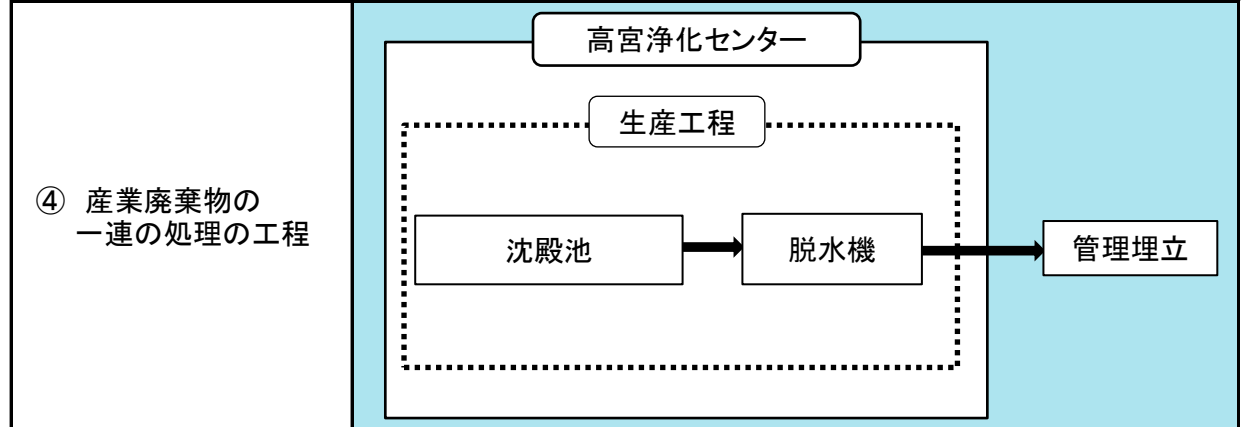 ④ 産業廃棄物の
一連の処理の工程
高宮浄化センター
生産工程
沈殿池
脱水機
管理埋立